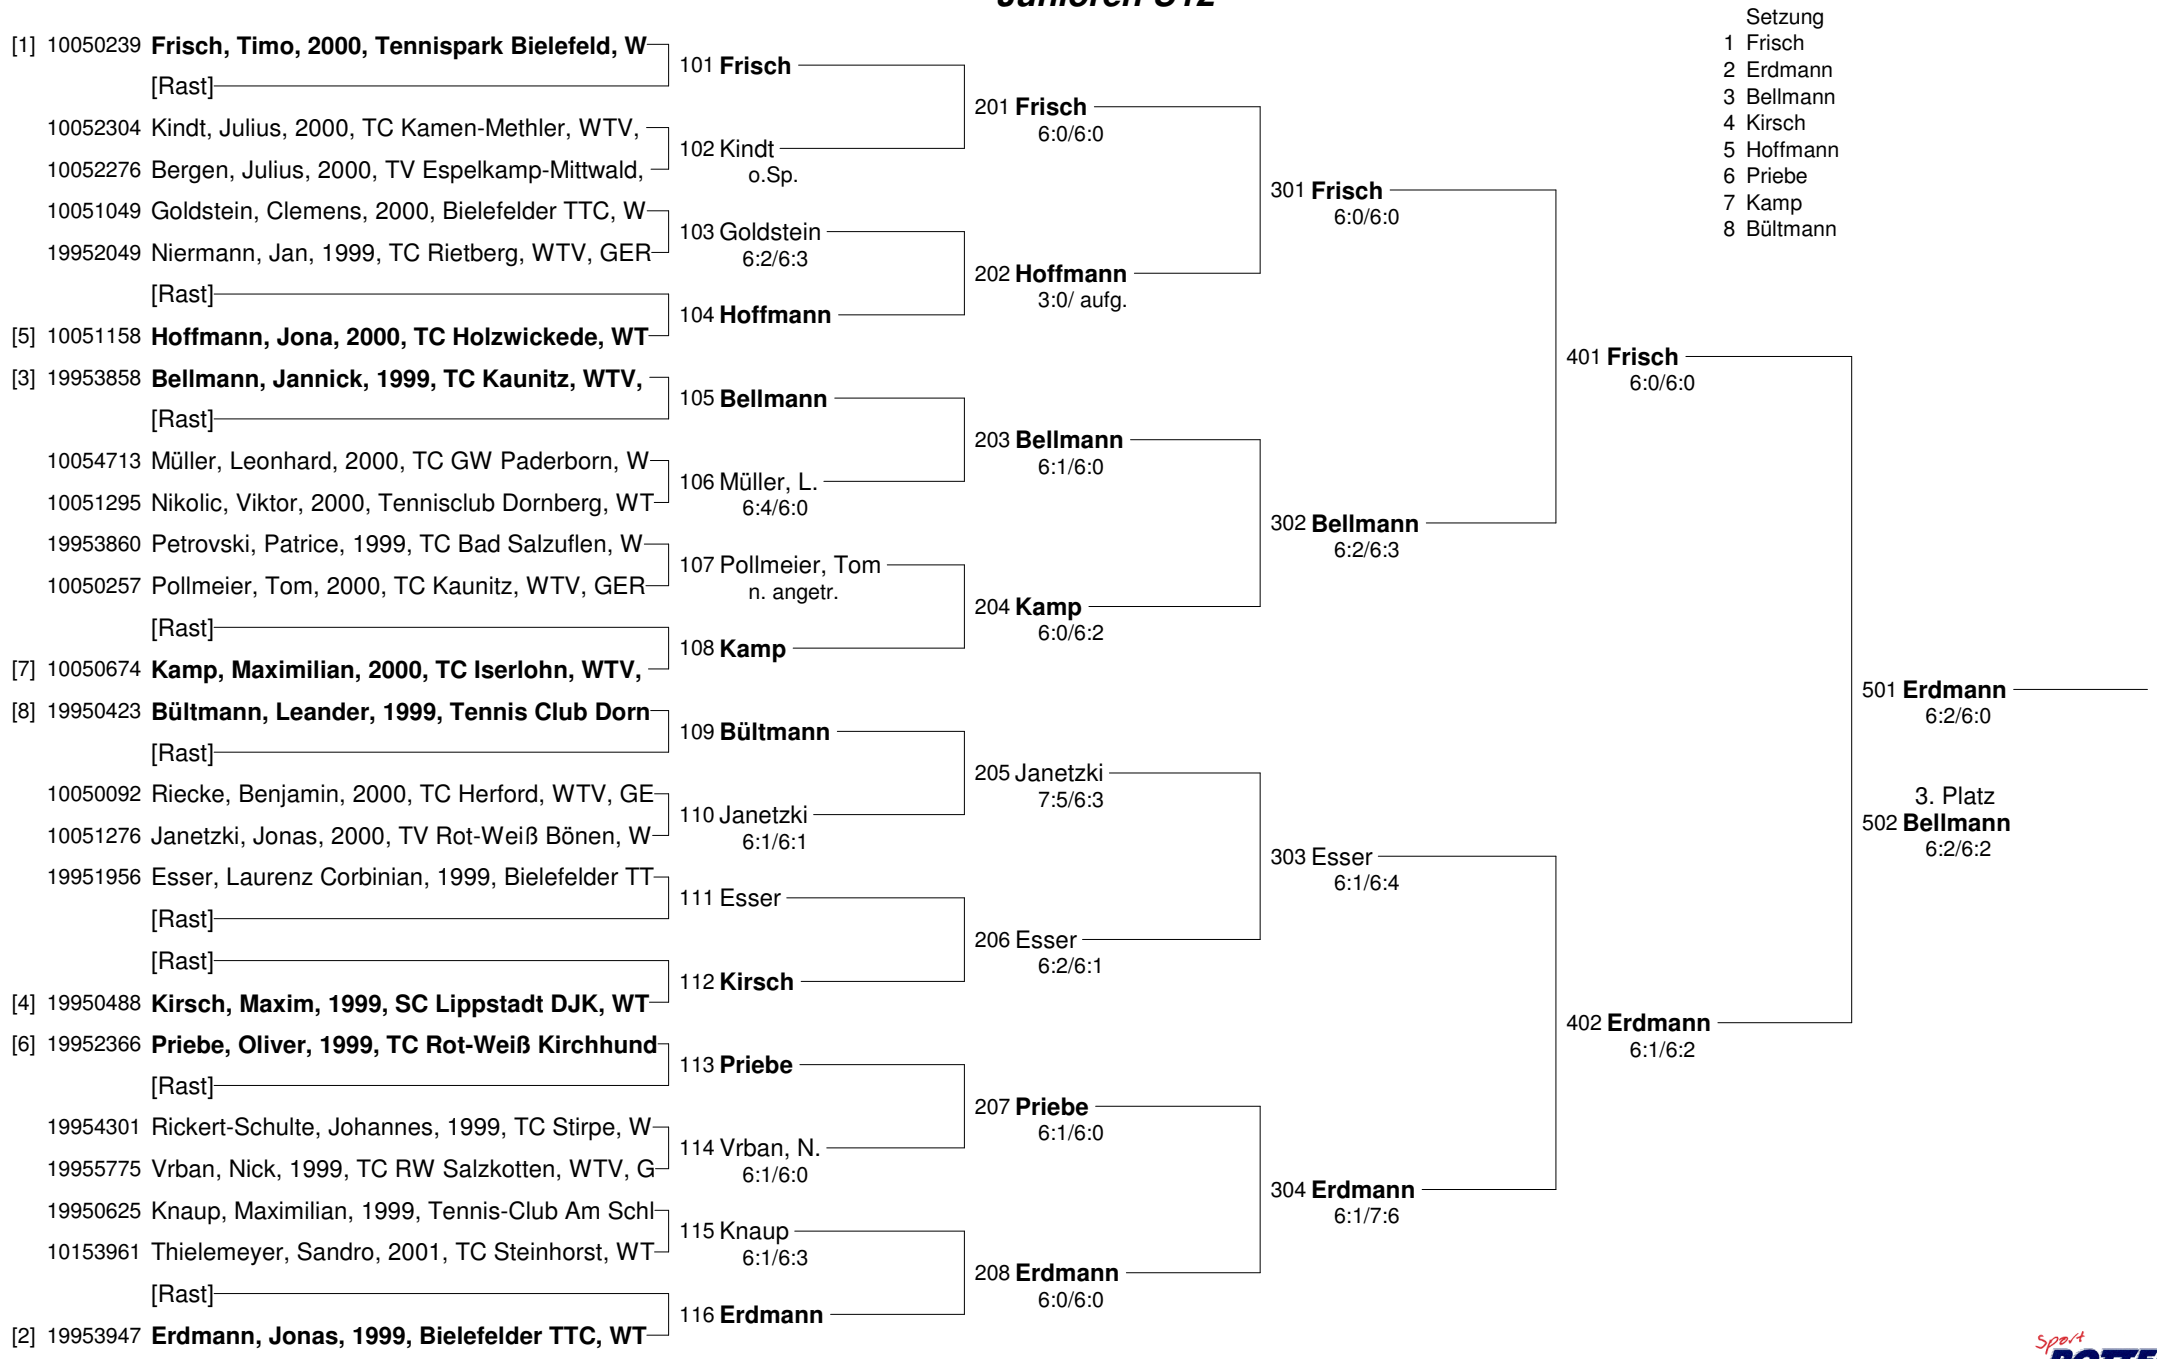 Junioren U12
Setzung
1 Frisch
2 Erdmann
3 Bellmann
4 Kirsch
5 Hoffmann
6 Priebe
7 Kamp
8 Bültmann
[1] 10050239 Frisch, Timo, 2000, Tennispark Bielefeld, W
[Rast]
10052304 Kindt, Julius, 2000, TC Kamen-Methler, WTV,
10052276 Bergen, Julius, 2000, TV Espelkamp-Mittwald,
10051049 Goldstein, Clemens, 2000, Bielefelder TTC, W
19952049 Niermann, Jan, 1999, TC Rietberg, WTV, GER
[Rast]
[5] 10051158 Hoffmann, Jona, 2000, TC Holzwickede, WT
[3] 19953858 Bellmann, Jannick, 1999, TC Kaunitz, WTV,
[Rast]
10054713 Müller, Leonhard, 2000, TC GW Paderborn, W
10051295 Nikolic, Viktor, 2000, Tennisclub Dornberg, WT
19953860 Petrovski, Patrice, 1999, TC Bad Salzuflen, W
10050257 Pollmeier, Tom, 2000, TC Kaunitz, WTV, GER
[Rast]
[7] 10050674 Kamp, Maximilian, 2000, TC Iserlohn, WTV,
[8] 19950423 Bültmann, Leander, 1999, Tennis Club Dorn
[Rast]
10050092 Riecke, Benjamin, 2000, TC Herford, WTV, GE
10051276 Janetzki, Jonas, 2000, TV Rot-Weiß Bönen, W
19951956 Esser, Laurenz Corbinian, 1999, Bielefelder TT
[Rast]
[Rast]
[4] 19950488 Kirsch, Maxim, 1999, SC Lippstadt DJK, WT
[6] 19952366 Priebe, Oliver, 1999, TC Rot-Weiß Kirchhund
[Rast]
19954301 Rickert-Schulte, Johannes, 1999, TC Stirpe, W
19955775 Vrban, Nick, 1999, TC RW Salzkotten, WTV, G
19950625 Knaup, Maximilian, 1999, Tennis-Club Am Schl
10153961 Thielemeyer, Sandro, 2001, TC Steinhorst, WT
[Rast]
[2] 19953947 Erdmann, Jonas, 1999, Bielefelder TTC, WT
101 Frisch
102 Kindt
o.Sp.
103 Goldstein
6:2/6:3
104 Hoffmann
105 Bellmann
106 Müller, L.
6:4/6:0
107 Pollmeier, Tom
n. angetr.
108 Kamp
109 Bültmann
110 Janetzki
6:1/6:1
111 Esser
112 Kirsch
113 Priebe
114 Vrban, N.
6:1/6:0
115 Knaup
6:1/6:3
116 Erdmann
201 Frisch
6:0/6:0
202 Hoffmann
3:0/ aufg.
203 Bellmann
6:1/6:0
204 Kamp
6:0/6:2
205 Janetzki
7:5/6:3
206 Esser
6:2/6:1
207 Priebe
6:1/6:0
208 Erdmann
6:0/6:0
301 Frisch
6:0/6:0
302 Bellmann
6:2/6:3
303 Esser
6:1/6:4
304 Erdmann
6:1/7:6
401 Frisch
6:0/6:0
402 Erdmann
6:1/6:2
501 Erdmann
6:2/6:0
3. Platz
502 Bellmann
6:2/6:2
Sport